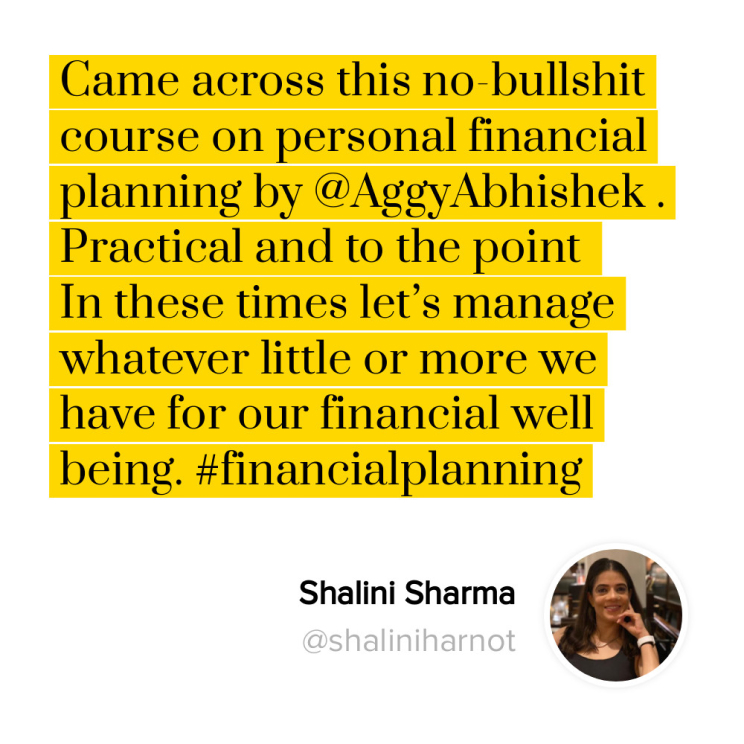 Came across this no-bullshit
course on personal financial
planning by @AggyAbhishek .
Practical and to the point
In these times let’s manage
whatever little or more we
have for our financial well
being. #financialplanning
Shalini Sharma
@shaliniharnot